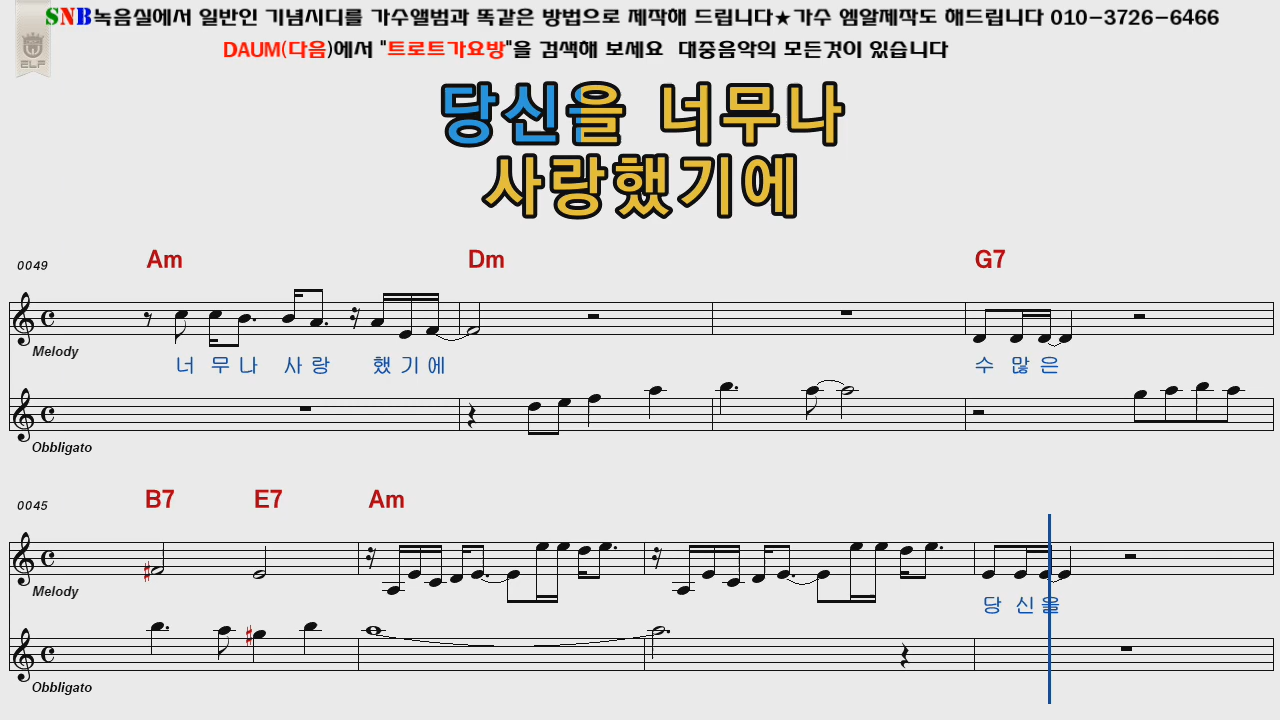 SNB녹음실에서 일반인 기념시디를 가수앨범과 똑같은 방법으로 제작해 드립니다★가수 엠알제작도 해드립니다 010-3726-6466
ELF
DAUM(다음)에서 "트로트가요방"을 검색해 보세요 대중음악의 모든것이 있습니다
당신을 너무나
사랑했기에
0049 Am Dm G7
Melody
너 무 나 사 랑 했 기 에 수 많 은
Obbligato
0045 B7 E7 Am
Melody
당 신 을
Obbligato